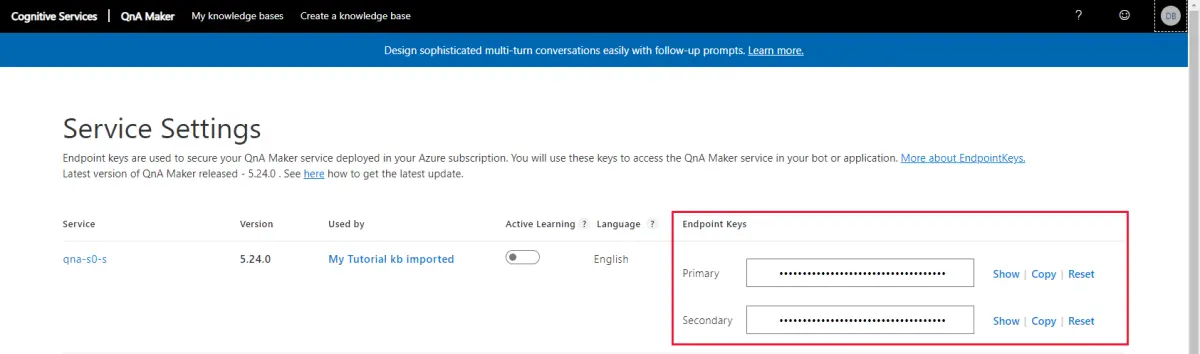 Cognitive Services | QnA Maker My knowledge bases Create a knowledge base ? DB
Design sophisticated multi-turn conversations easily with follow-up prompts. Learn more.
Service Settings
Endpoint keys are used to secure your QnA Maker service deployed in your Azure subscription. You will use these keys to access the QnA Maker service in your bot or application. More about EndpointKeys.
Latest version of QnA Maker released - 5.24.0 . See here how to get the latest update.
Service Version Used by Active Learning ? Language ? Endpoint Keys
qna-s0-s 5.24.0 My Tutorial kb imported English
Primary •••••••••••••••••••••••••••••••••••• Show | Copy | Reset
Secondary •••••••••••••••••••••••••••••••••••• Show | Copy | Reset